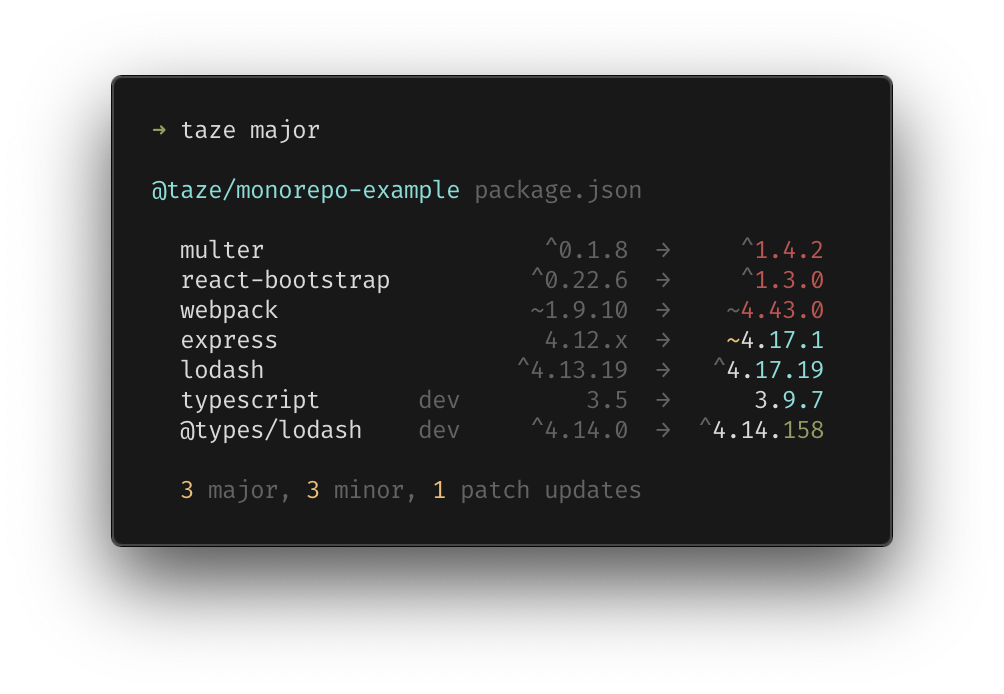 → taze major
@taze/monorepo-example package.json
multer ^0.1.8 → ^1.4.2
react-bootstrap ^0.22.6 → ^1.3.0
webpack ~1.9.10 → ~4.43.0
express 4.12.x → ~4.17.1
lodash ^4.13.19 → ^4.17.19
typescript dev 3.5 → 3.9.7
@types/lodash dev ^4.14.0 → ^4.14.158
3 major, 3 minor, 1 patch updates